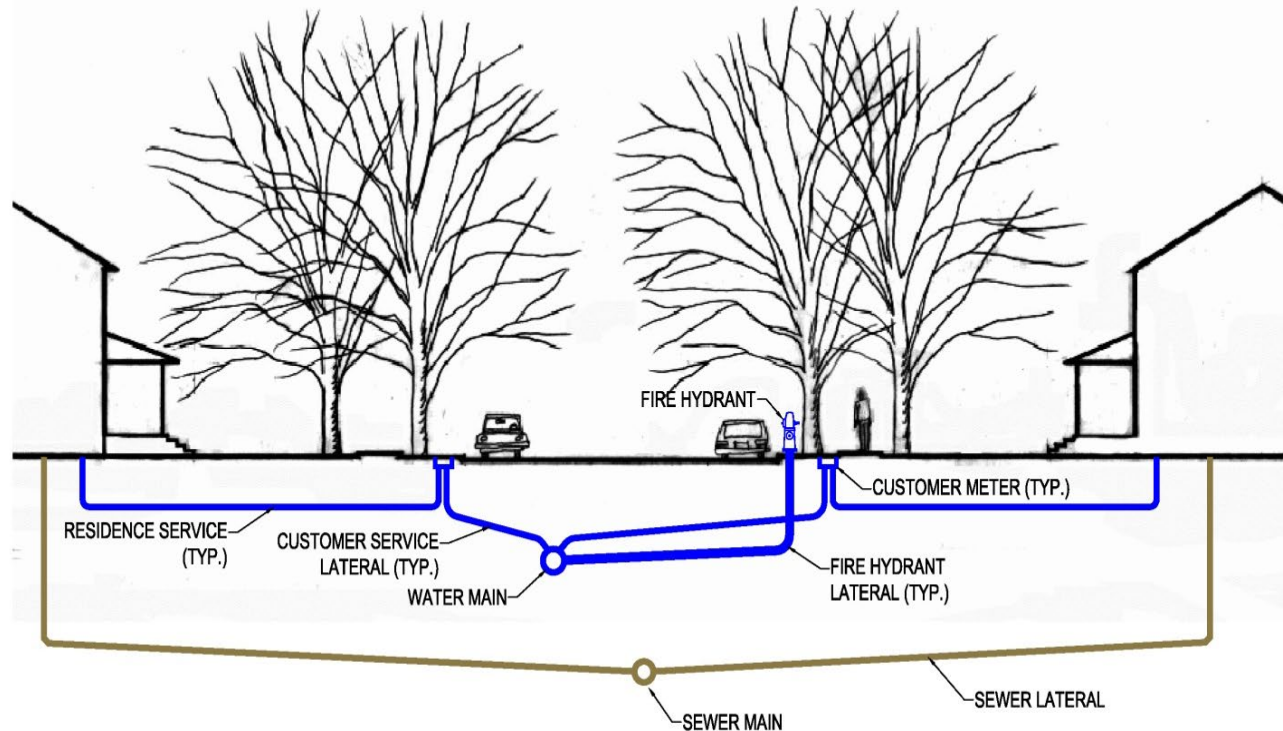 FIRE HYDRANT
CUSTOMER METER (TYP.)
RESIDENCE SERVICE
(TYP.)
CUSTOMER SERVICE
LATERAL (TYP.)
WATER MAIN
FIRE HYDRANT
LATERAL (TYP.)
SEWER LATERAL
SEWER MAIN